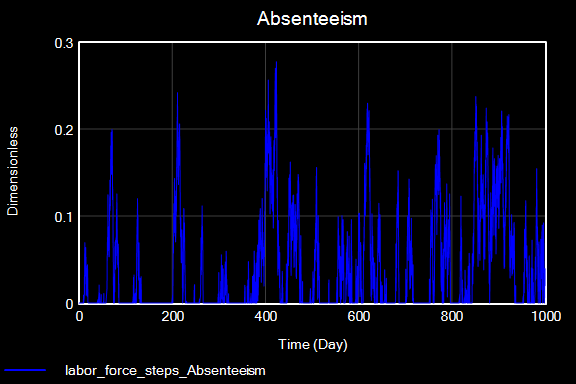 Absenteeism
0.3
0.2
0.1
0
Dimensionless
0 200 400 600 800 1000
Time (Day)
labor_force_steps_Absenteeism